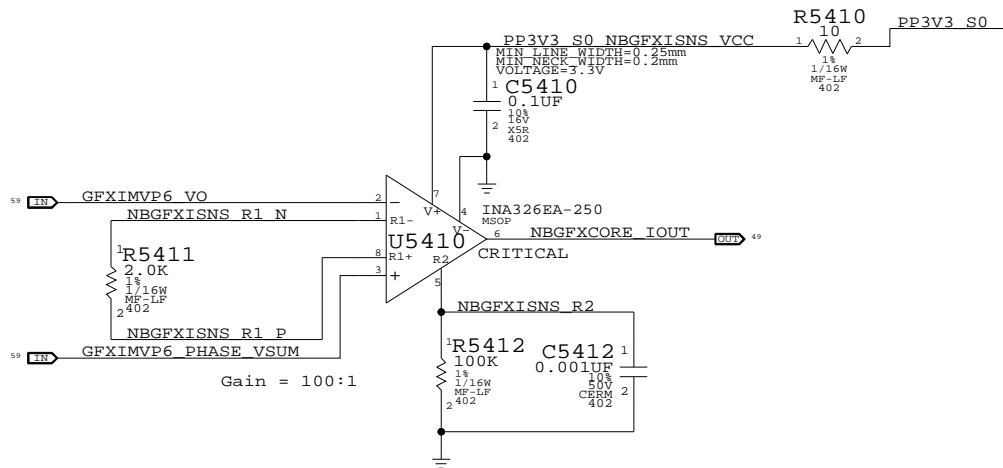 R5410
PP3V3_S0
10
1 2
1%
1/16W
MF-LF
402
PP3V3_S0_NBGFXISNS_VCC
MIN_LINE_WIDTH=0.25mm
MIN_NECK_WIDTH=0.2mm
VOLTAGE=3.3V
1
C5410
0.1UF
10%
16V
X5R
402
2
59 IN GFXIMVP6_VO
2 −
7
V+
4
V-
INA326EA-250
MSOP
NBGFXISNS_R1_N
1 R1-
U5410
6
NBGFXCORE_IOUT
OUT 49
CRITICAL
1
R5411
2.0K
1%
1/16W
MF-LF
402
2
8 R1+
3 +
R2
5
NBGFXISNS_R1_P
59 IN GFXIMVP6_PHASE_VSUM
Gain = 100:1
NBGFXISNS_R2
1
R5412
100K
1%
1/16W
MF-LF
402
2
C5412
1
0.001UF
10%
50V
CERM
402
2